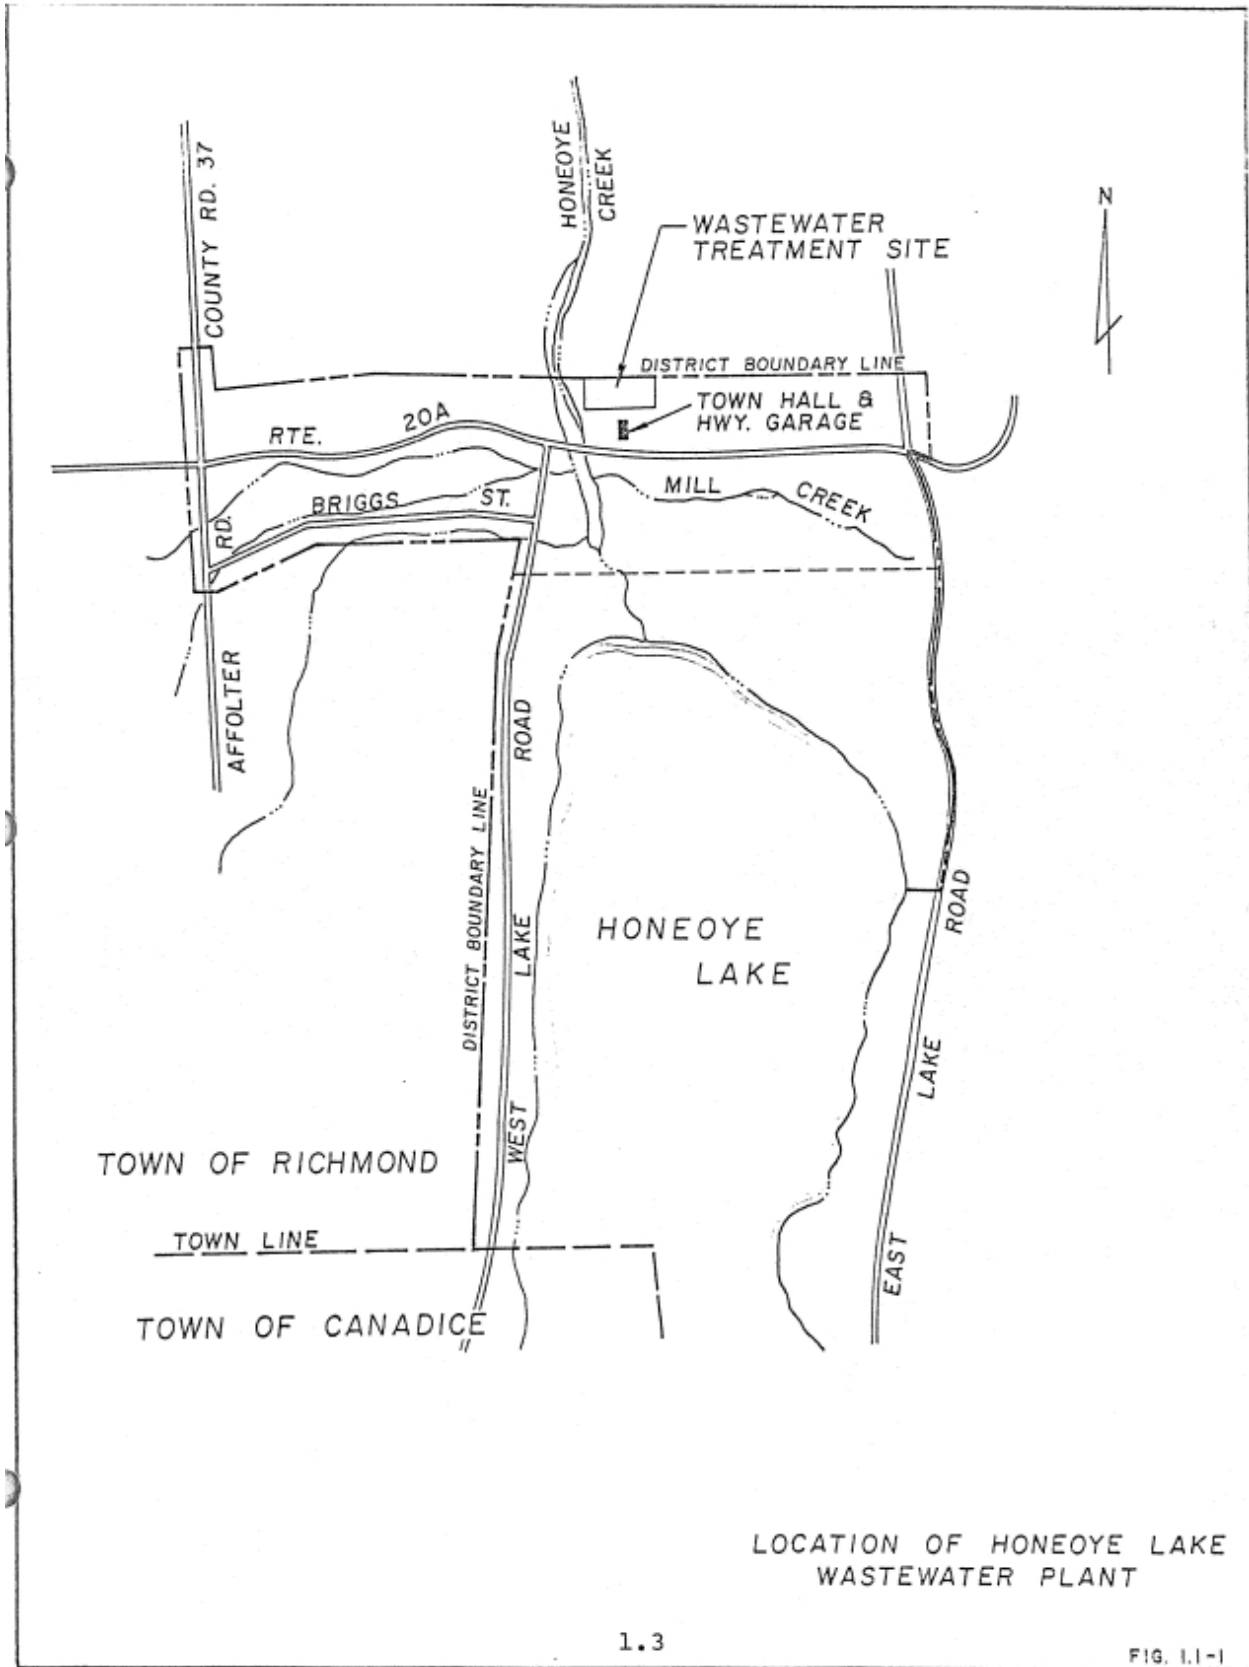 HONEOYE
CREEK
COUNTY RD. 37
N
WASTEWATER
TREATMENT SITE
DISTRICT BOUNDARY LINE
TOWN HALL &
HWY. GARAGE
RTE. 20A
MILL CREEK
BRIGGS ST.
AFFOLTER RD.
WEST LAKE ROAD
DISTRICT BOUNDARY LINE
HONEOYE
LAKE
EAST LAKE ROAD
TOWN OF RICHMOND
TOWN LINE
TOWN OF CANADICE
LOCATION OF HONEOYE LAKE
WASTEWATER PLANT
1.3
FIG. 1.1-1